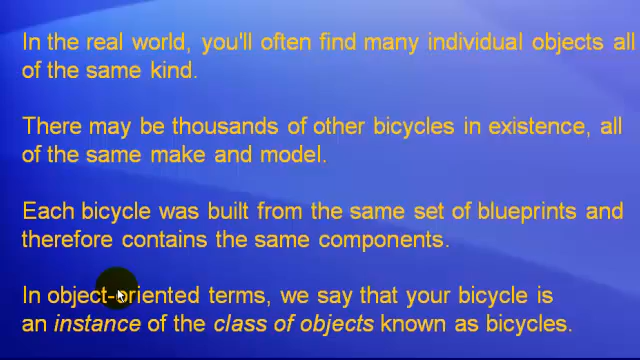 In the real world, you'll often find many individual objects all
of the same kind.
There may be thousands of other bicycles in existence, all
of the same make and model.
Each bicycle was built from the same set of blueprints and
therefore contains the same components.
In object-oriented terms, we say that your bicycle is
an instance of the class of objects known as bicycles.